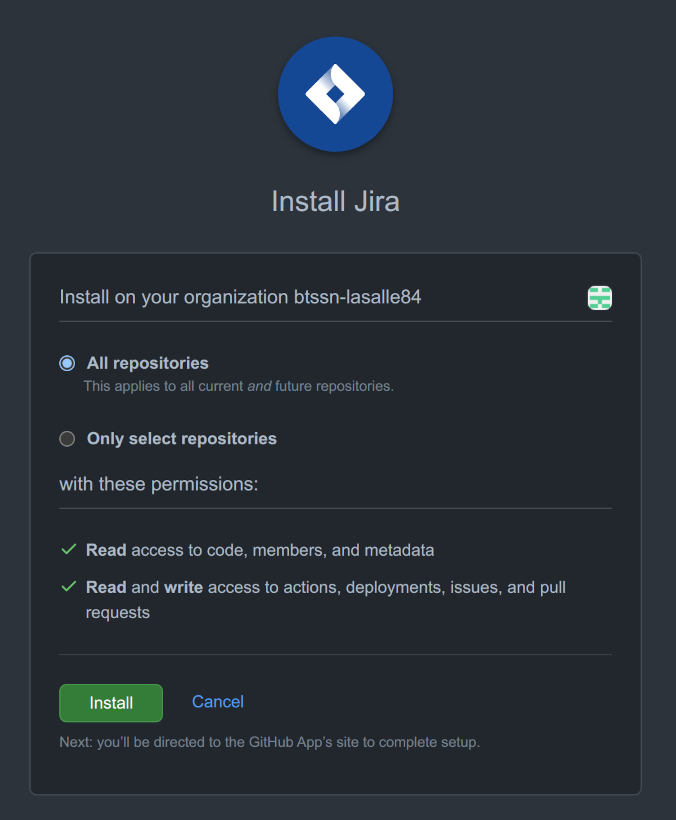 Install Jira
Install on your organization btssn-lasalle84
All repositories
This applies to all current and future repositories.
Only select repositories
with these permissions:
Read access to code, members, and metadata
Read and write access to actions, deployments, issues, and pull
requests
Install
Cancel
Next: you'll be directed to the GitHub App's site to complete setup.